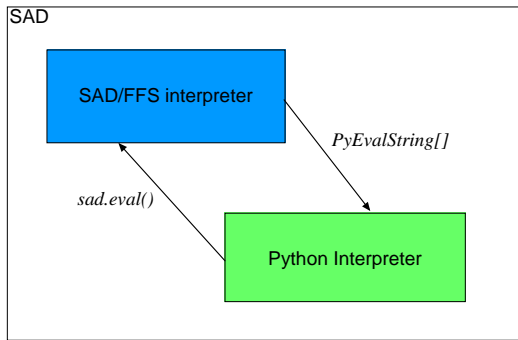 SAD
SAD/FFS interpreter
PyEvalString[]
sad.eval()
Python Interpreter